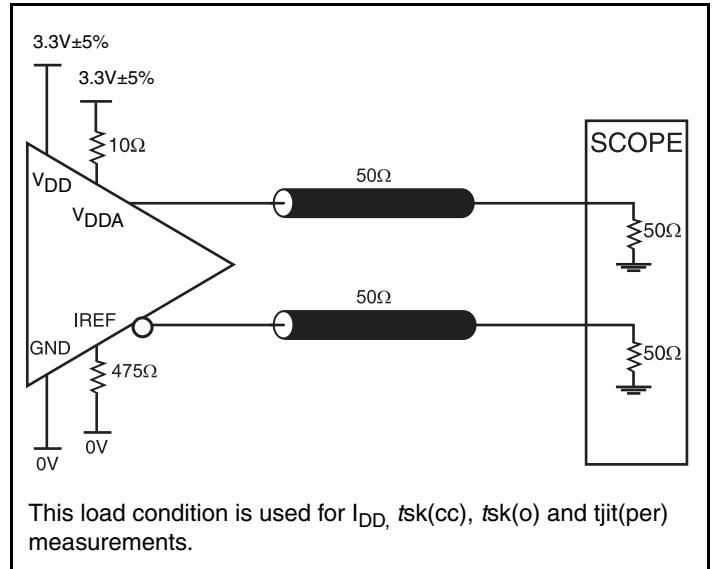 3.3V±5%
3.3V±5%
10Ω
SCOPE
VDD
50Ω
VDDA
50Ω
50Ω
IREF
GND
50Ω
475Ω
0V
0V
This load condition is used for IDD, tsk(cc), tsk(o) and tjit(per)
measurements.